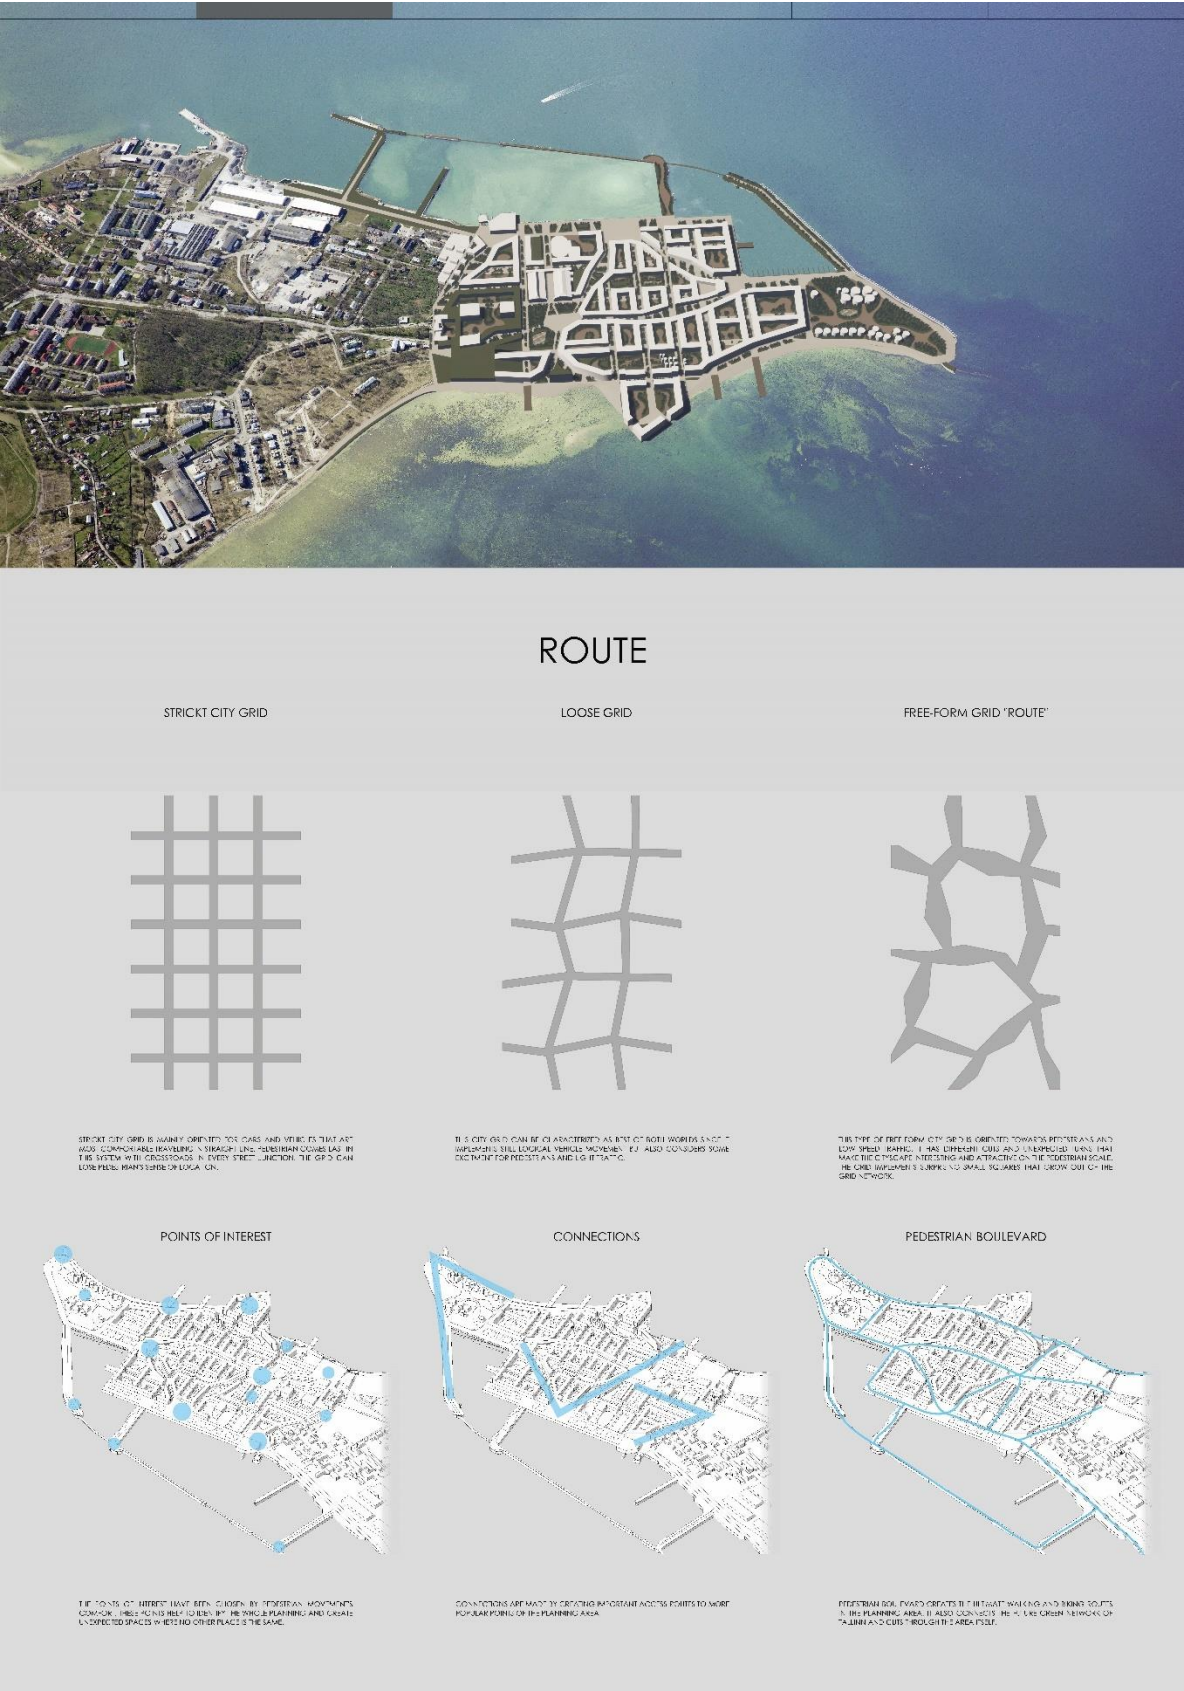 ROUTE
STRICKT CITY GRID
LOOSE GRID
FREE-FORM GRID "ROUTE"
STRICKT CITY GRID IS MAINLY ORIENTED FOR CARS AND VEHICLES THAT ARE
MOST COMFORTABLE TRAVELING IN STRAIGHT LINE. PEDESTRIAN COMES LAST IN
THIS SYSTEM WITH CROSSROADS IN EVERY STREET JUNCTION. THE GRID CAN
LOSE PEDESTRIAN'S SENSE OF LOCATION.
THIS CITY GRID CAN BE CHARACTERIZED AS BEST OF BOTH WORLDS SINCE IT
IMPLEMENTS STILL LOGICAL VEHICLE MOVEMENT BUT ALSO CONSIDERS SOME
EXCITMENT FOR PEDESTRIANS AND LIGHT TRAFFIC.
THIS TYPE OF FREE FORM CITY GRID IS ORIENTED TOWARDS PEDESTRIANS AND
LOW SPEED TRAFFIC. IT HAS DIFFERENT CUTS AND UNEXPECTED TURNS THAT
MAKE THE CITYSCAPE INTERESTING AND ATTRACTIVE ON THE PEDESTRIAN SCALE.
THE GRID IMPLEMENTS SURPRISING SMALL SQUARES THAT GROW OUT OF THE
GRID NETWORK.
POINTS OF INTEREST
CONNECTIONS
PEDESTRIAN BOULEVARD
THE POINTS OF INTEREST HAVE BEEN CHOSEN BY PEDESTRIAN MOVEMENTS
COMFORT. THESE POINTS HELP TO IDENTIFY THE WHOLE PLANNING AND CREATE
UNEXPECTED SPACES WHERE NO OTHER PLACE IS THE SAME.
CONNECTIONS ARE MADE BY CREATING IMPORTANT ACCESS ROUTES TO MORE
POPULAR POINTS OF THE PLANNING AREA
PEDESTRIAN BOULEVARD CREATES THE ULTIMATE WALKING AND BIKING ROUTES
IN THE PLANNING AREA. IT ALSO CONNECTS THE FUTURE GREEN NETWORK OF
TALLINN AND CUTS THROUGH THE AREA ITSELF.